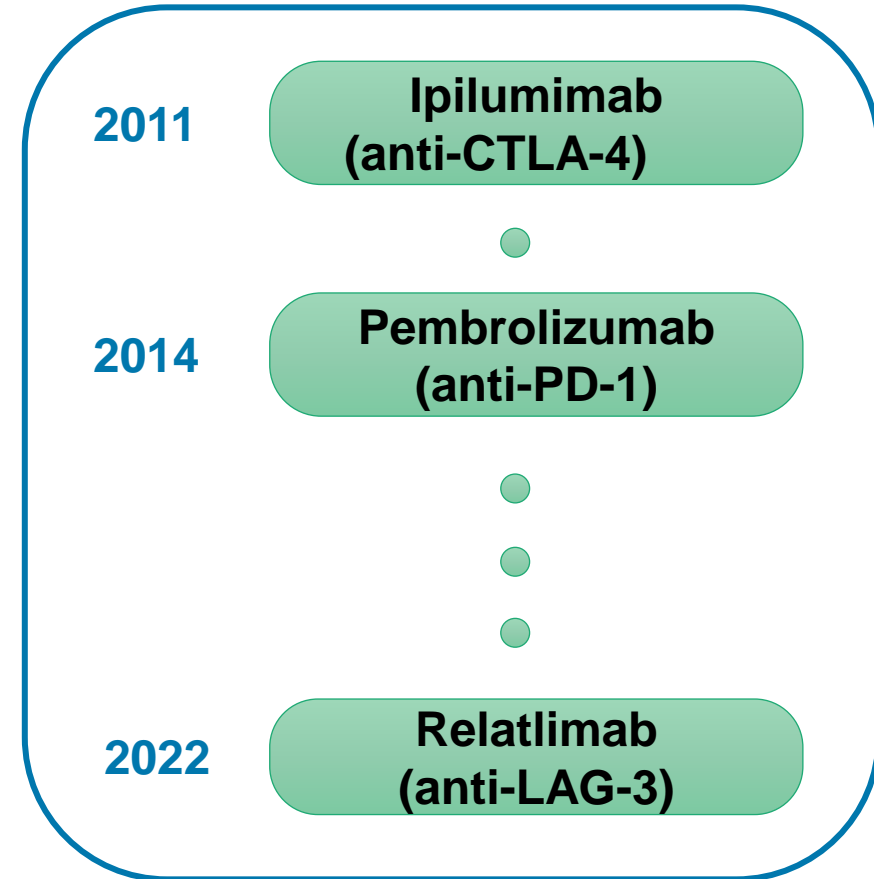 2011
Ipilumimab
(anti-CTLA-4)
2014
Pembrolizumab
(anti-PD-1)
2022
Relatlimab
(anti-LAG-3)